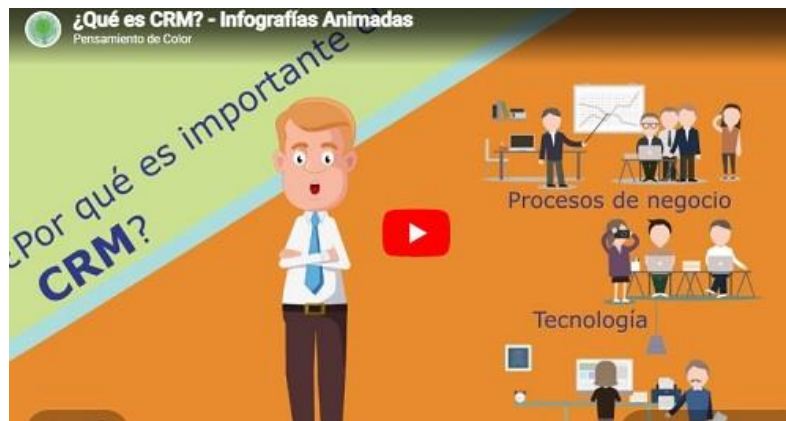 ¿Qué es CRM? - Infografías Animadas
Pensamiento de Color
¿Por qué es importante
CRM?
Procesos de negocio
Tecnología